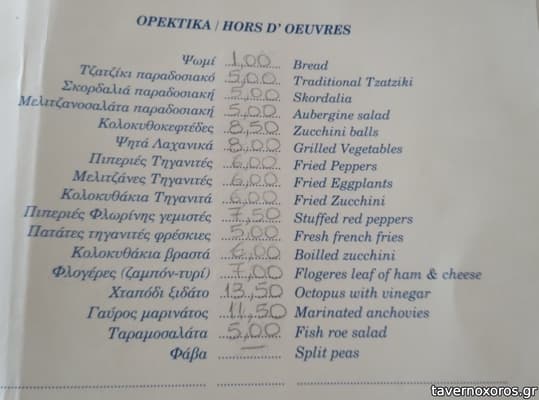 ΟΡΕΚΤΙΚΑ / HORS D' OEUVRES
Ψωμί 1,00 Bread
Τζατζίκι παραδοσιακό 5,00 Traditional Tzatziki
Σκορδαλιά παραδοσιακή 5,00 Skordalia
Μελιτζανοσαλάτα παραδοσιακή 5,00 Aubergine salad
Κολοκυθοκεφτέδες 8,50 Zucchini balls
Ψητά Λαχανικά 8,00 Grilled Vegetables
Πιπεριές Τηγανιτές 6,00 Fried Peppers
Μελιτζάνες Τηγανιτές 6,00 Fried Eggplants
Κολοκυθάκια Τηγανιτά 6,00 Fried Zucchini
Πιπεριές Φλωρίνης γεμιστές 7,50 Stuffed red peppers
Πατάτες τηγανιτές φρέσκιες 5,00 Fresh french fries
Κολοκυθάκια βραστά 6,00 Boilled zucchini
Φλογέρες (ζαμπόν-τυρί) 7,00 Flogeres leaf of ham & cheese
Χταπόδι ξιδάτο 13,50 Octopus with vinegar
Γαύρος μαρινάτος 11,50 Marinated anchovies
Ταραμοσαλάτα 5,00 Fish roe salad
Φάβα — Split peas
tavernoxoros.gr